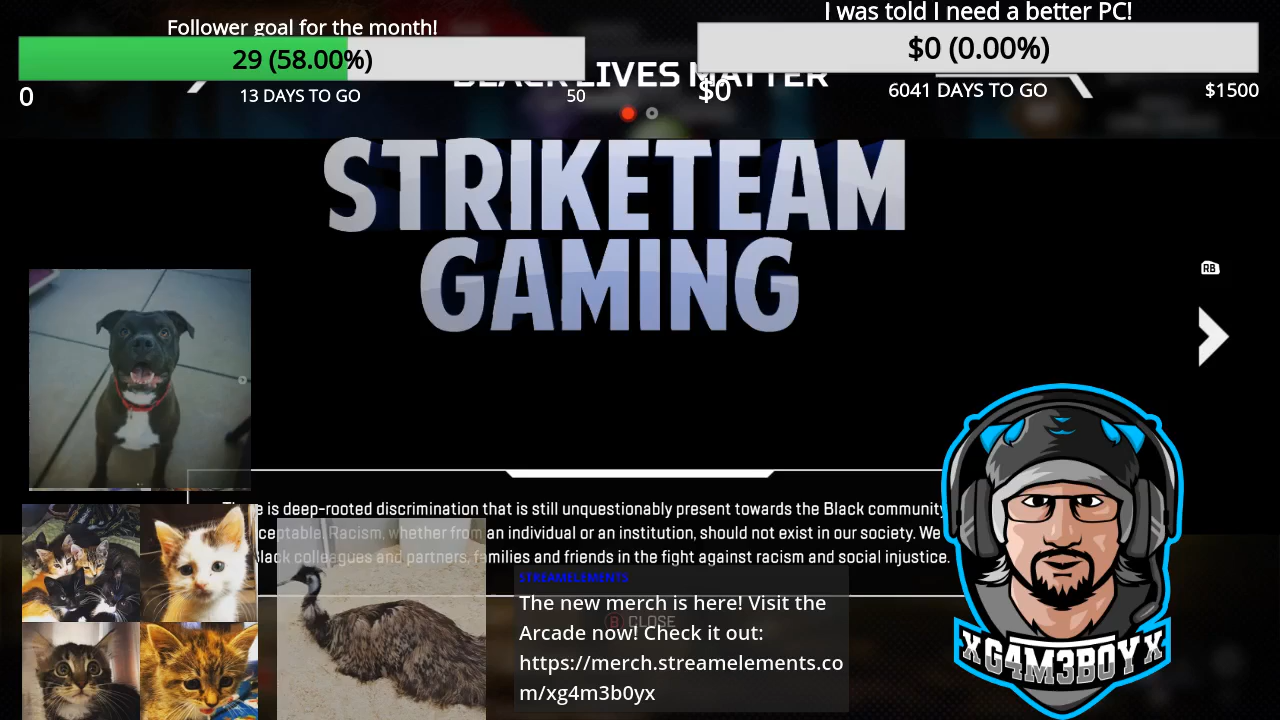 Follower goal for the month!
I was told I need a better PC!
29 (58.00%)
$0 (0.00%)
BLACK LIVES MATTER
0
13 DAYS TO GO
50
$0
6041 DAYS TO GO
$1500
STRIKETEAM
GAMING
RB
is deep-rooted discrimination that is still unquestionably present towards the Black community
Racism, whether from an individual or an institution, should not exist in our society. We
colleagues and partners, families and friends in the fight against racism and social injustice.
STREAMELEMENTS
The new merch is here! Visit the
B CLOSE
Arcade now! Check it out:
https://merch.streamelements.co
m/xg4m3b0yx
XG4M3B0YX